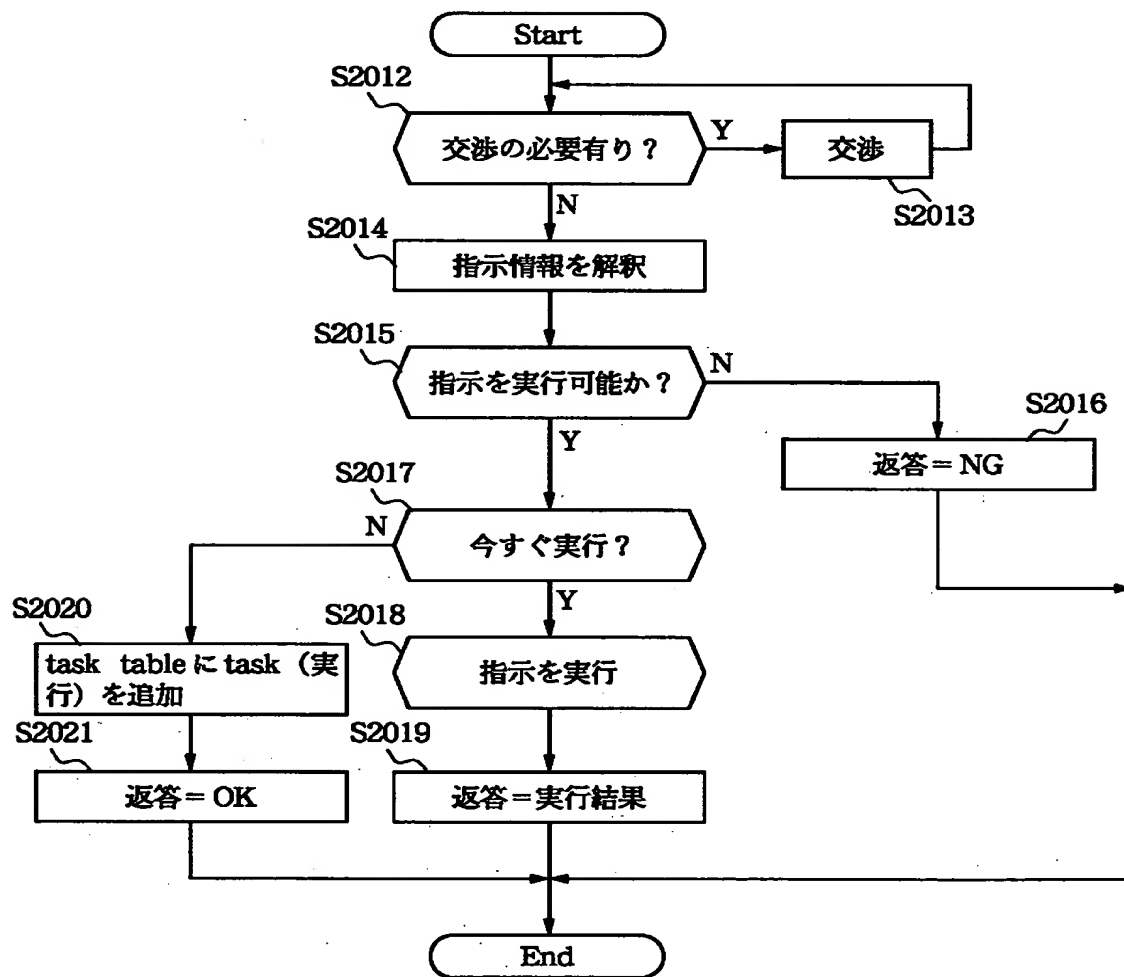 Start
S2012
交渉の必要有り？
Y
交渉
S2013
N
S2014
指示情報を解釈
S2015
指示を実行可能か？
N
S2016
返答＝NG
Y
S2017
N
今すぐ実行？
Y
S2020
task table に task（実
行）を追加
S2018
指示を実行
S2021
返答＝OK
S2019
返答＝実行結果
End